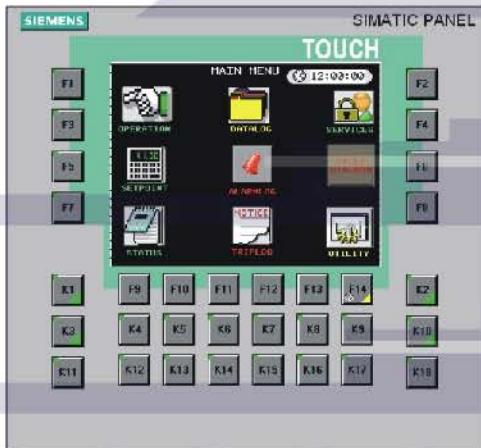 SIEMENS
SIMATIC PANEL
TOUCH
MAIN MENU
12:00:00
OPERATION
DATALOG
SERVICES
SETPOINT
ALARMLOG
STATUS
NOTICE
TRIPLOG
UTILITY
F1
F2
F3
F4
F5
F6
F7
F8
K1
F9
F10
F11
F12
F13
F14
K2
K3
K4
K5
K6
K7
K8
K9
K10
K11
K12
K13
K14
K15
K16
K17
K18